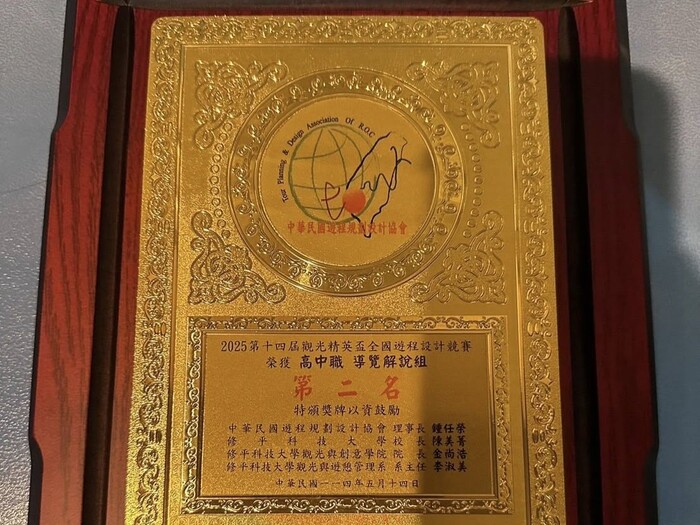 Tour Planning & Design Association Of R.O.C
中華民國遊程規劃設計協會
2025第十四屆觀光精英盃全國遊程設計競賽
榮獲 高中職 導覽解說組
第二名
特頒獎牌以資鼓勵
中華民國遊程規劃設計協會 理事長 鍾任榮
修平科技大學校長 陳美菁
修平科技大學觀光與創意學院 院長 金尚浩
修平科技大學觀光與遊憩管理系 系主任 李淑美
中華民國一一四年五月十四日